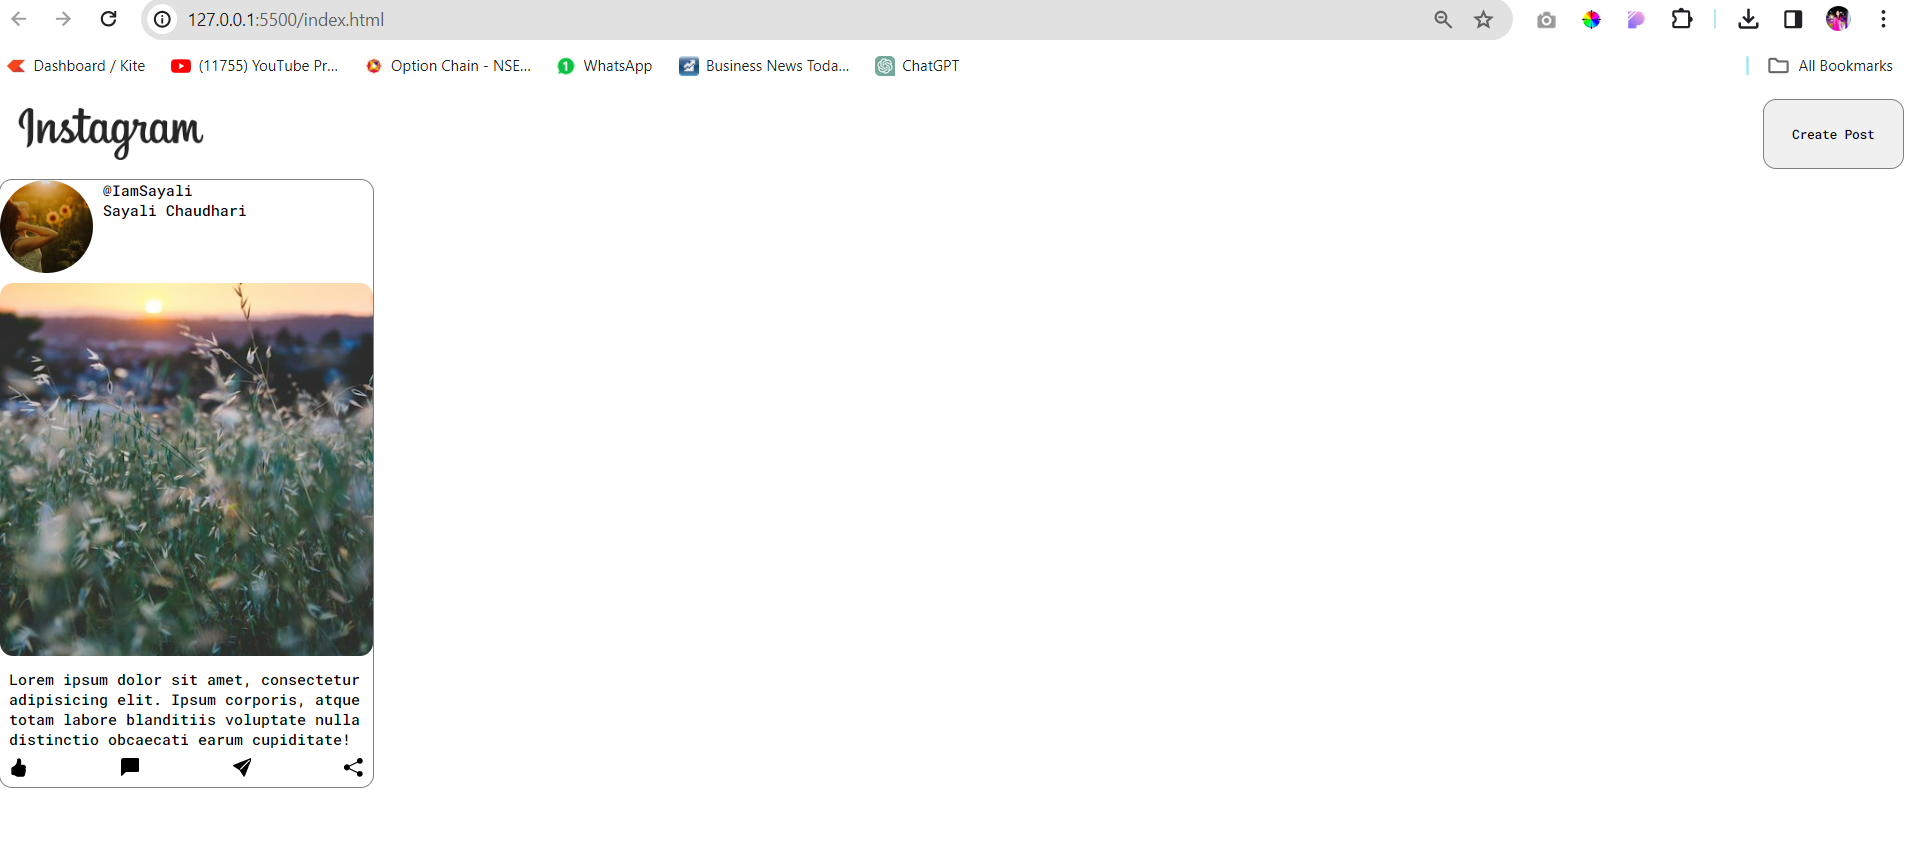 127.0.0.1:5500/index.html
Dashboard / Kite (11755) YouTube Pr... Option Chain - NSE... 1 WhatsApp Business News Toda... ChatGPT All Bookmarks
Instagram
Create Post
@IamSayali
Sayali Chaudhari
Lorem ipsum dolor sit amet, consectetur
adipisicing elit. Ipsum corporis, atque
totam labore blanditiis voluptate nulla
distinctio obcaecati earum cupiditate!